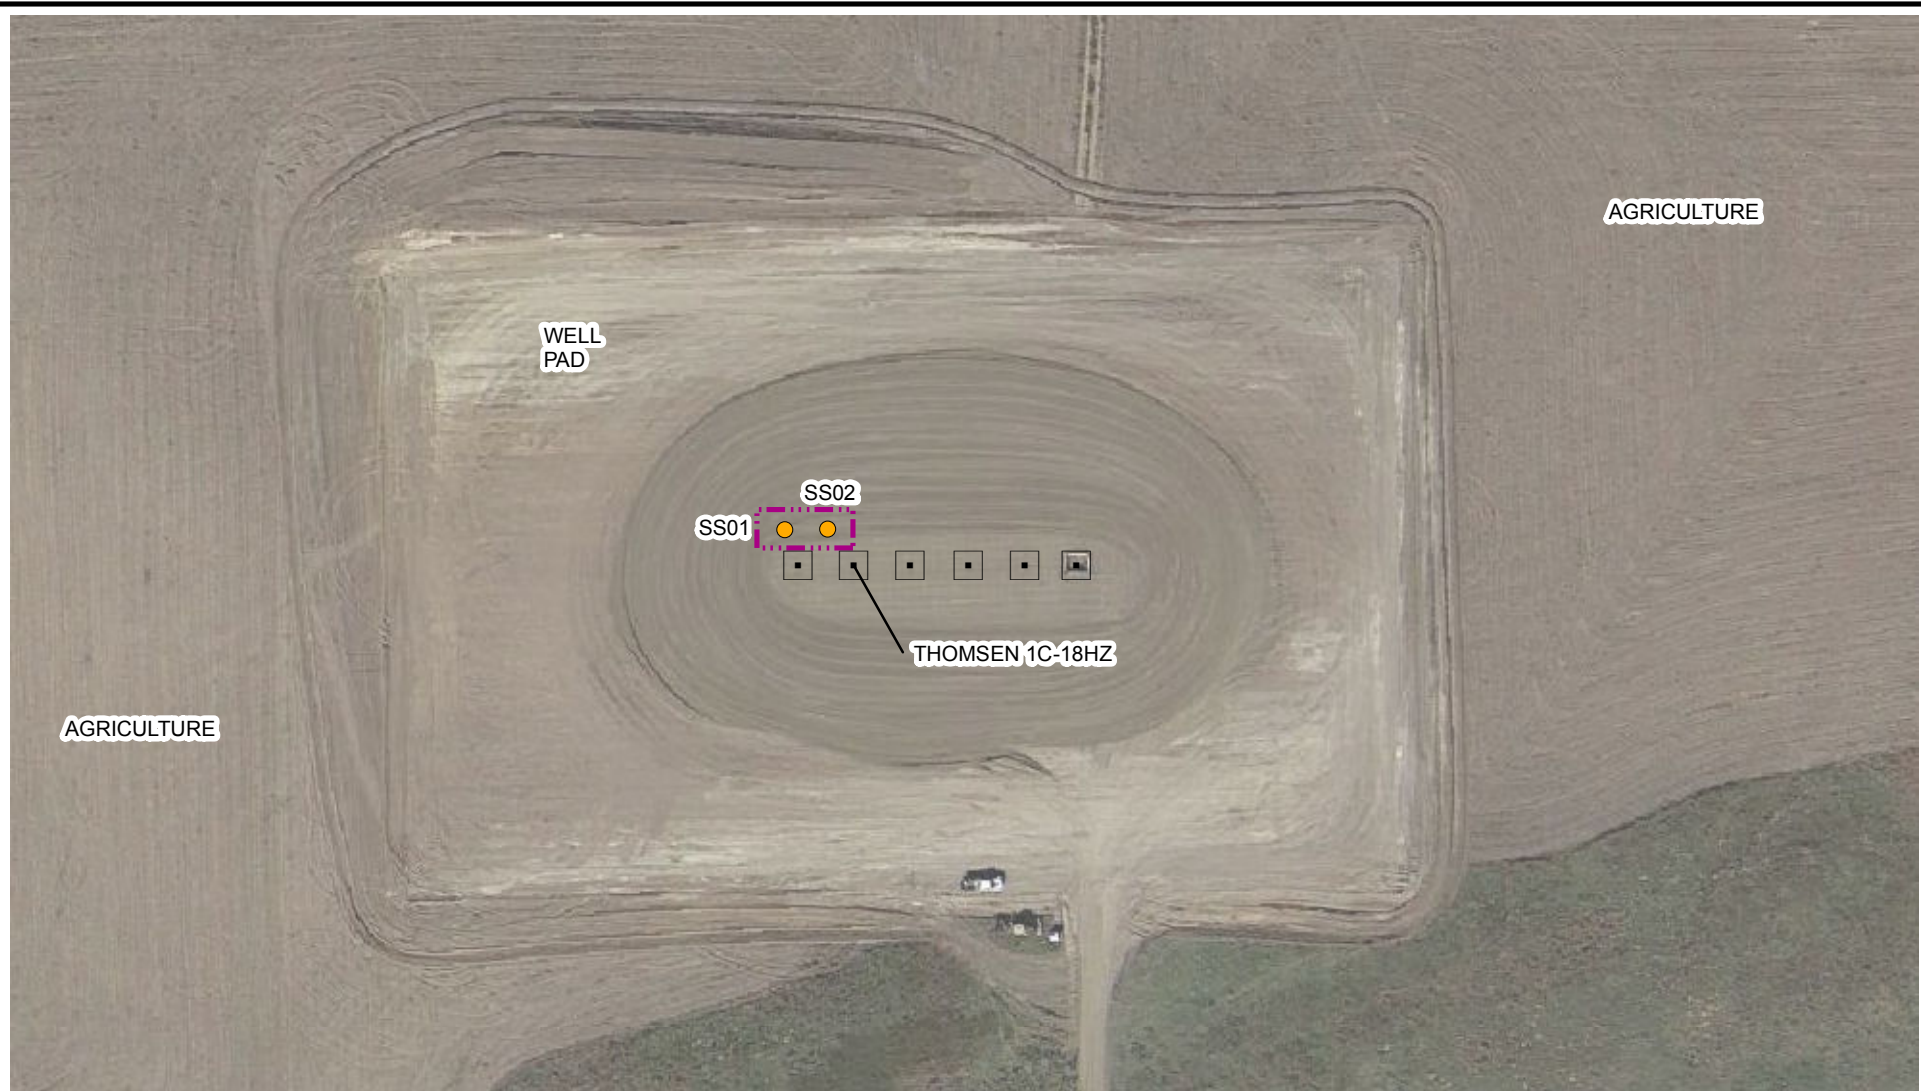 AGRICULTURE
WELL
PAD
SS02
SS01
THOMSEN 1C-18HZ
AGRICULTURE